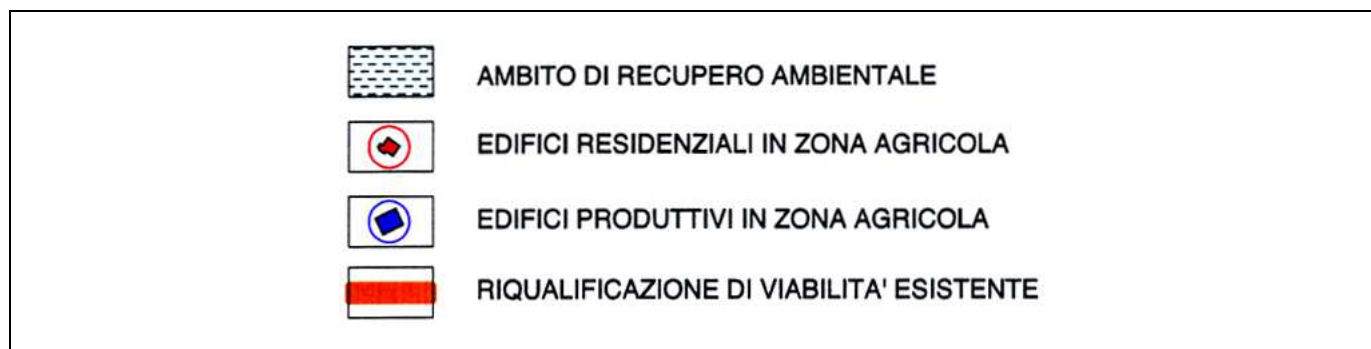 AMBITO DI RECUPERO AMBIENTALE
EDIFICI RESIDENZIALI IN ZONA AGRICOLA
EDIFICI PRODUTTIVI IN ZONA AGRICOLA
RIQUALIFICAZIONE DI VIABILITA' ESISTENTE